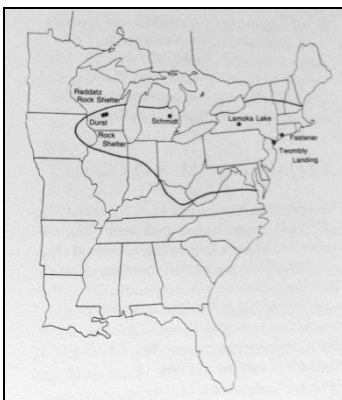 Raddatz
Rock Shelter
Durst
Rock
Shelter
Schmidt
Lamoka Lake
Fastener
Twombly
Landing